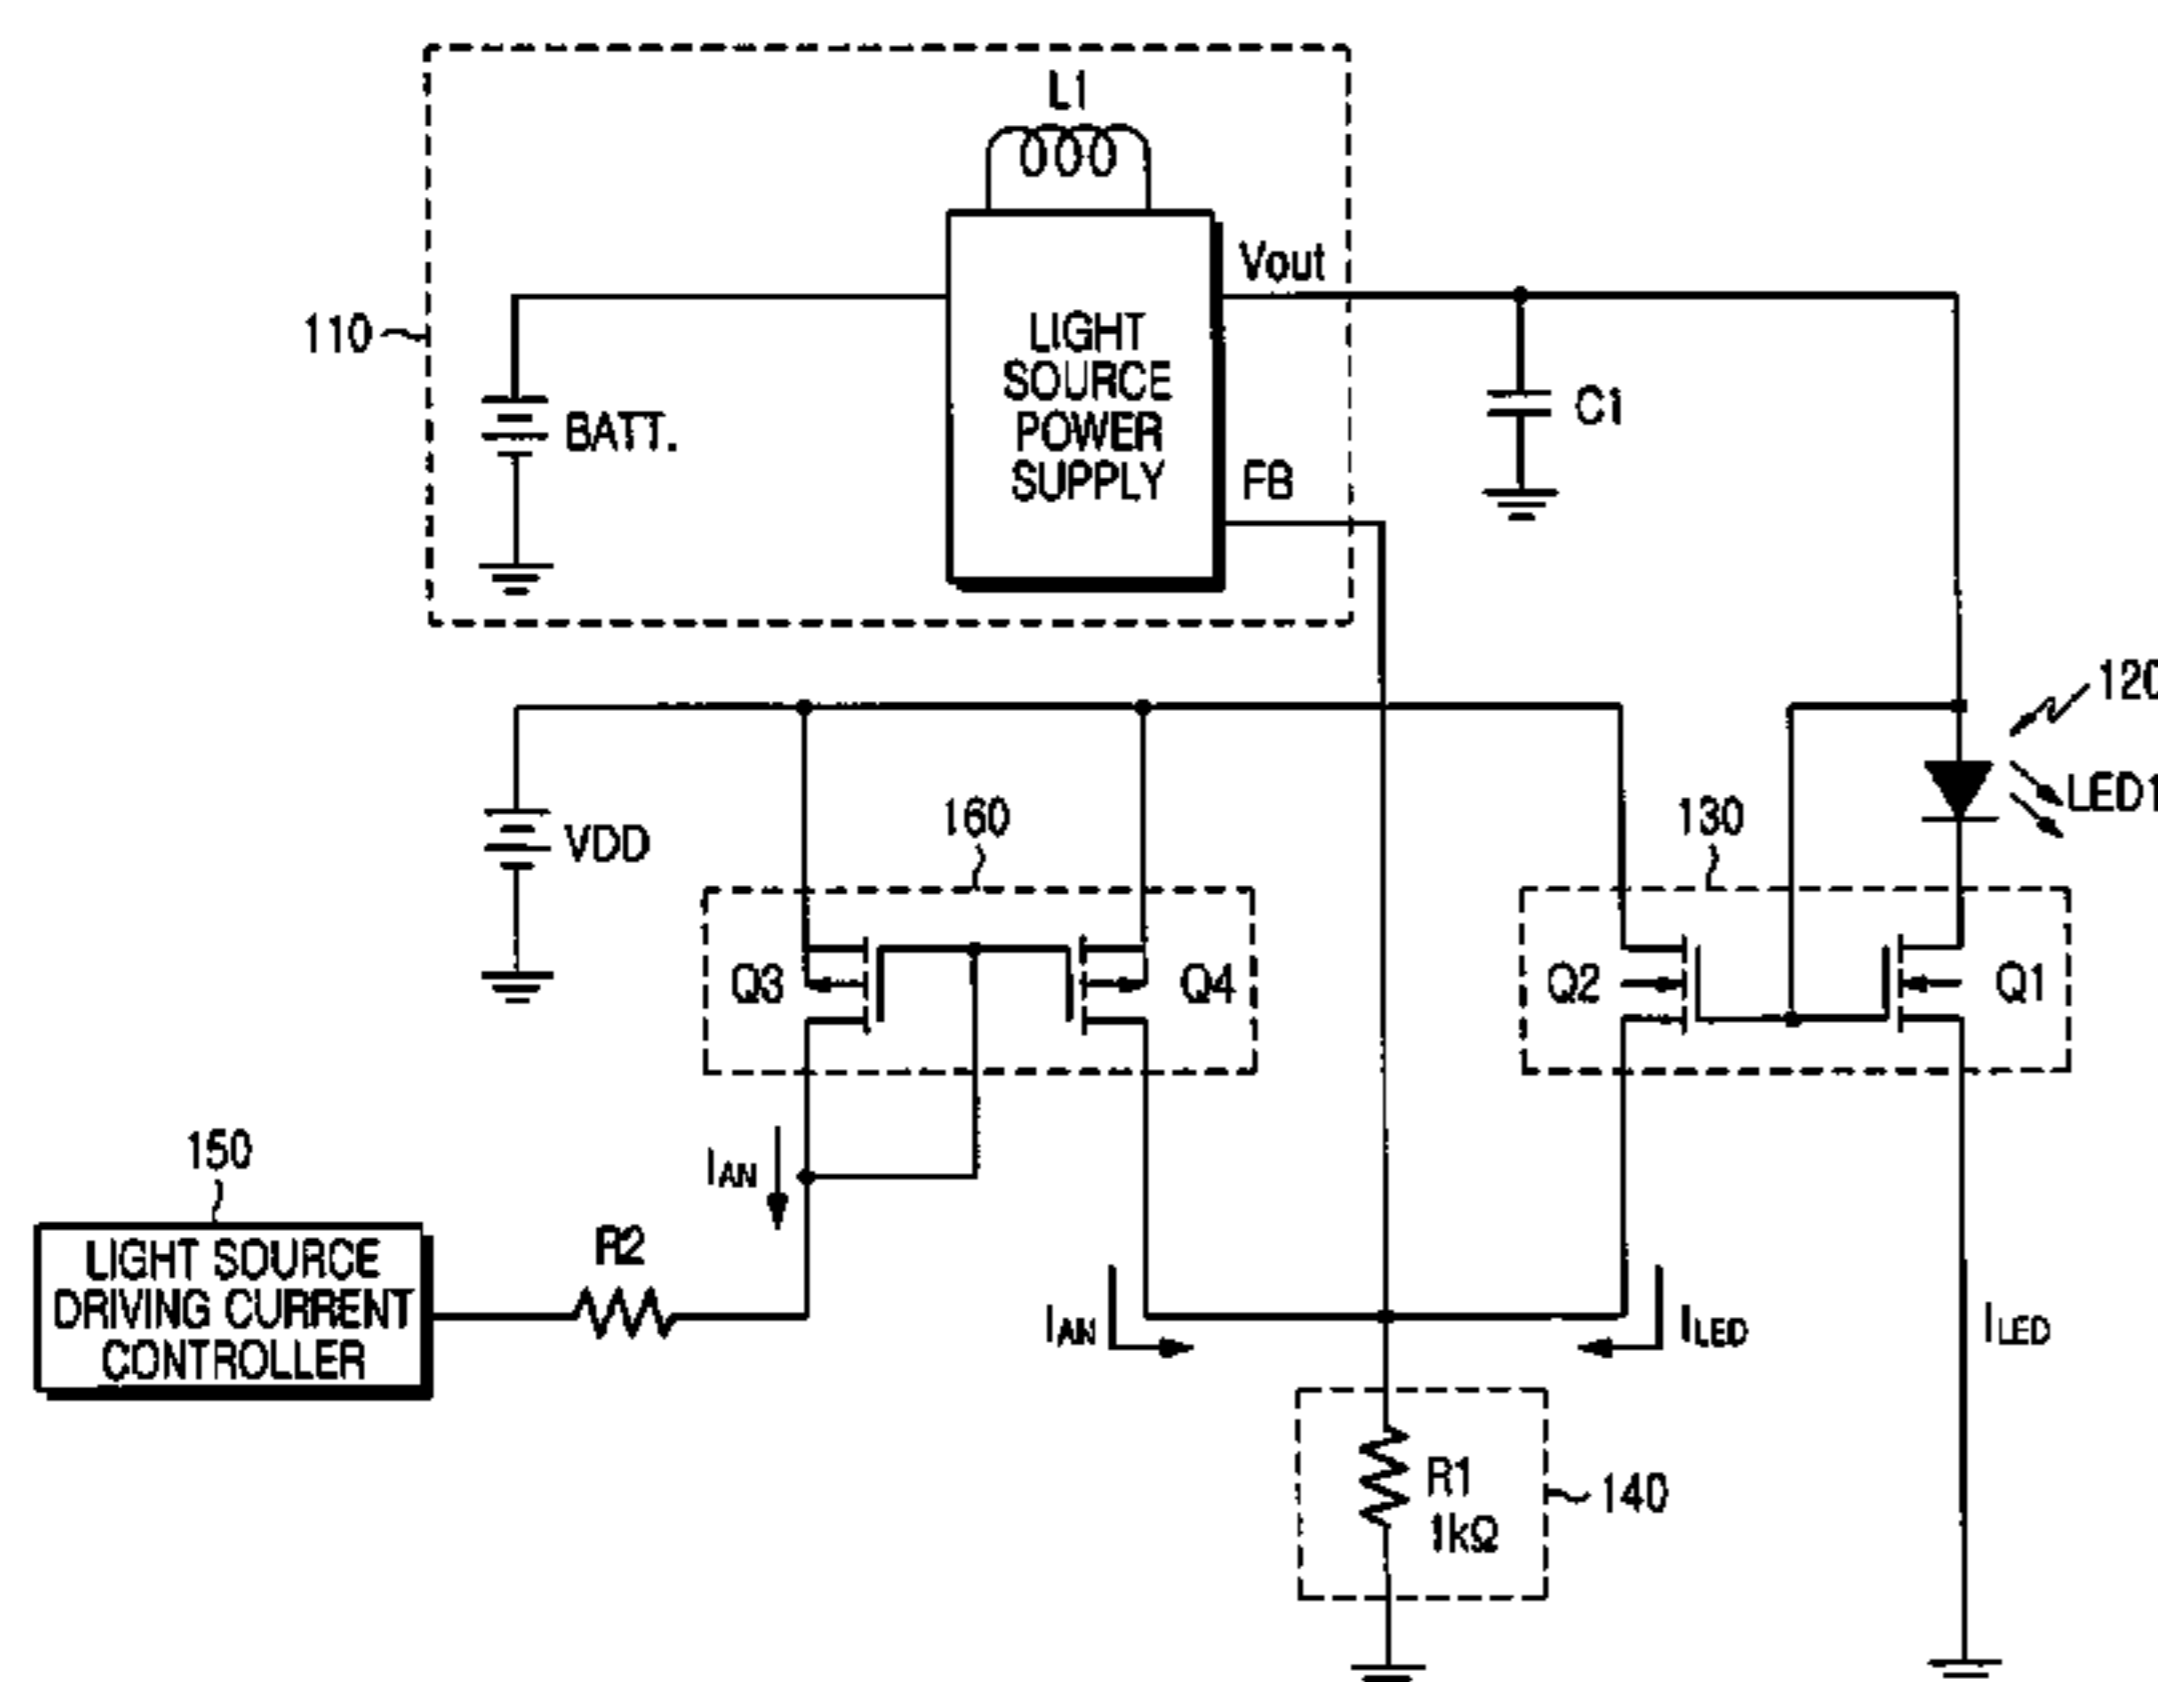 L1
Vout
110
LIGHT
SOURCE
POWER
SUPPLY
BATT.
C1
FB
120
LED1
160
130
VDD
Q3
Q4
Q2
Q1
150
IAN
R2
LIGHT SOURCE
DRIVING CURRENT
CONTROLLER
IAN
ILED
ILED
R1
1kΩ
140